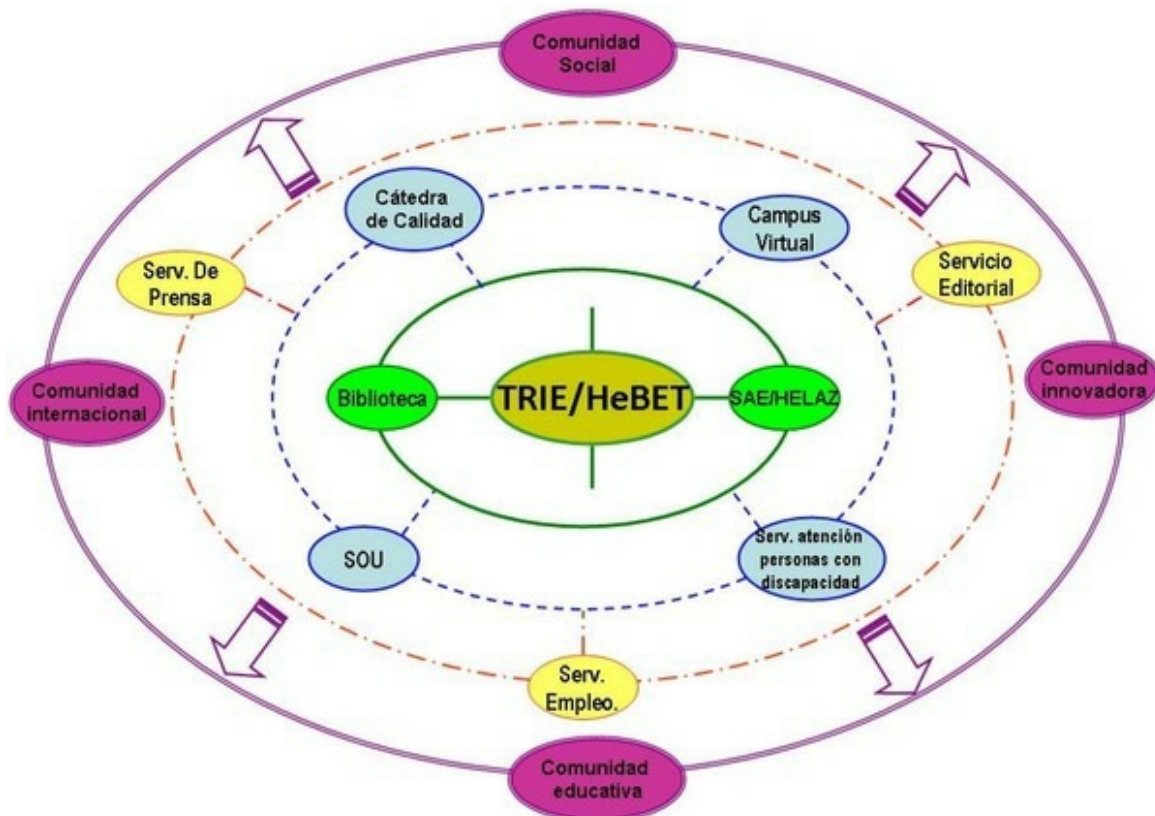 Comunidad
Social
Cátedra
de Calidad
Campus
Virtual
Serv. De
Prensa
Servicio
Editorial
Comunidad
internacional
Biblioteca
TRIE/HeBET
SAE/HELAZ
Comunidad
innovadora
SOU
Serv. atención
personas con
discapacidad
Serv.
Empleo.
Comunidad
educativa